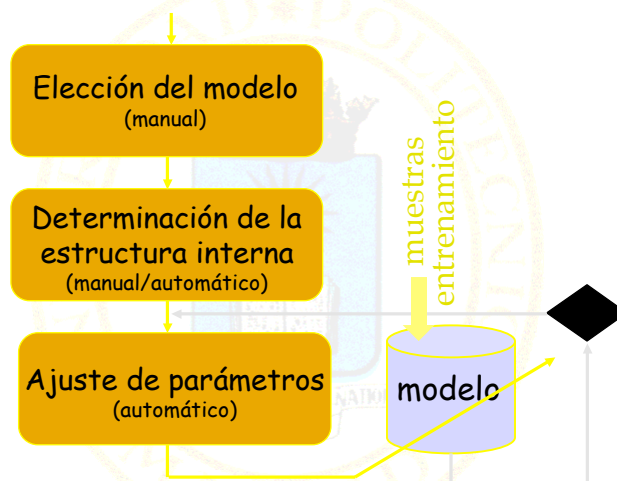 Elección del modelo
(manual)
Determinación de la
estructura interna
(manual/automático)
Ajuste de parámetros
(automático)
muestras
entrenamiento
modelo